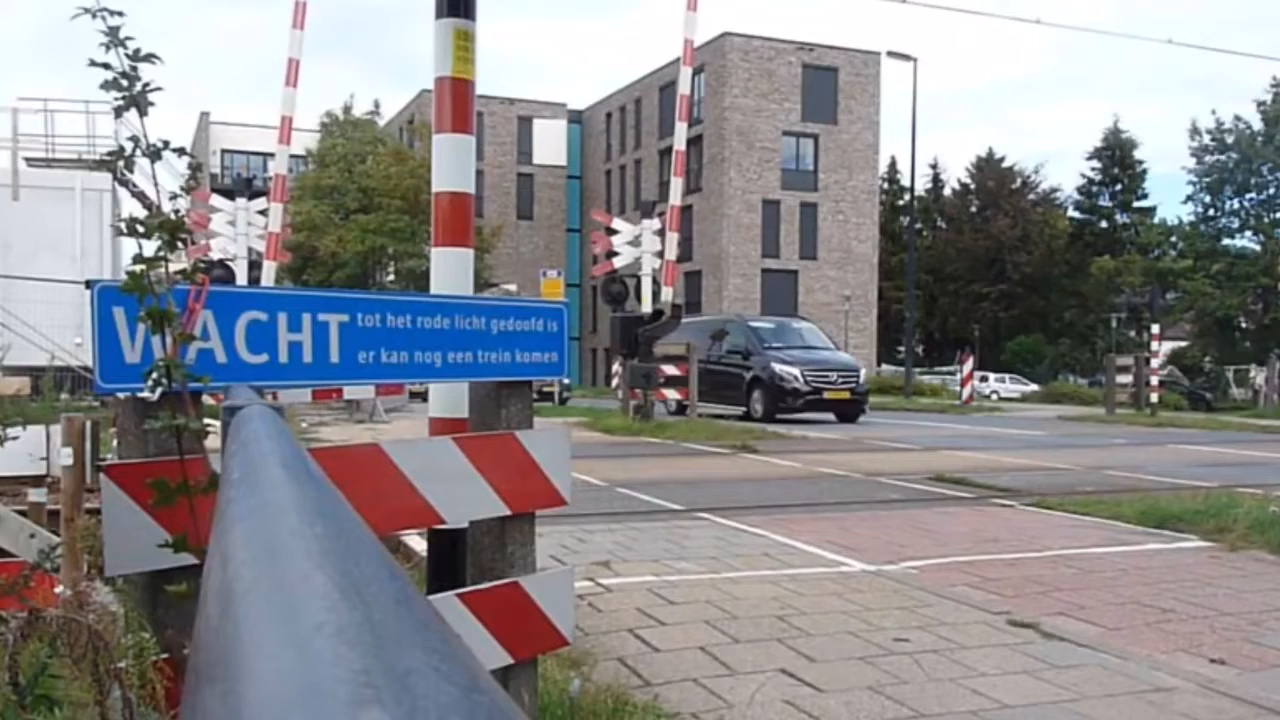 WACHT
tot het rode licht gedoofd is
er kan nog een trein komen